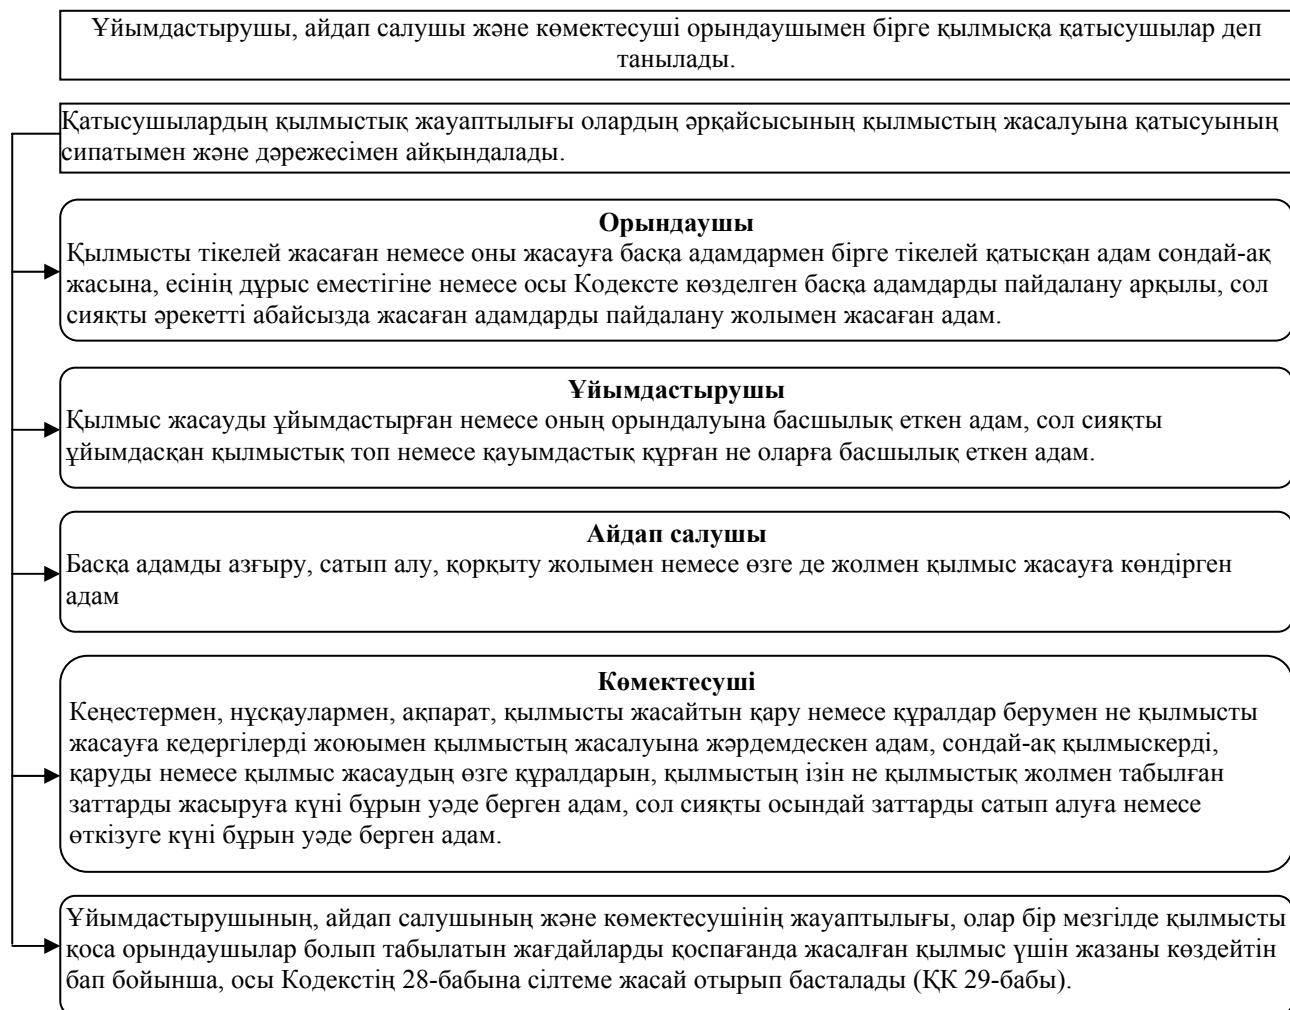 Ұйымдастырушы, айдап салушы және көмектесуші орындаушымен бірге қылмысқа қатысушылар деп
танылады.
Қатысушылардың қылмыстық жауаптылығы олардың әрқайсысының қылмыстың жасалуына қатысуының
сипатымен және дәрежесімен айқындалады.
Орындаушы
Қылмысты тікелей жасаған немесе оны жасауға басқа адамдармен бірге тікелей қатысқан адам сондай-ақ
жасына, есінің дұрыс еместігіне немесе осы Кодексте көзделген басқа адамдарды пайдалану арқылы, сол
сияқты әрекетті абайсызда жасаған адамдарды пайдалану жолымен жасаған адам.
Ұйымдастырушы
Қылмыс жасауды ұйымдастырған немесе оның орындалуына басшылық еткен адам, сол сияқты
ұйымдасқан қылмыстық топ немесе қауымдастық құрған не оларға басшылық еткен адам.
Айдап салушы
Басқа адамды азғыру, сатып алу, қорқыту жолымен немесе өзге де жолмен қылмыс жасауға көндірген
адам
Көмектесуші
Кеңестермен, нұсқаулармен, ақпарат, қылмысты жасайтын қару немесе құралдар берумен не қылмысты
жасауға кедергілерді жоюымен қылмыстың жасалуына жәрдемдескен адам, сондай-ақ қылмыскерді,
қаруды немесе қылмыс жасаудың өзге құралдарын, қылмыстың ізін не қылмыстық жолмен табылған
заттарды жасыруға күні бұрын уәде берген адам, сол сияқты осындай заттарды сатып алуға немесе
өткізуге күні бұрын уәде берген адам.
Ұйымдастырушының, айдап салушының және көмектесушінің жауаптылығы, олар бір мезгілде қылмысты
қоса орындаушылар болып табылатын жағдайларды қоспағанда жасалған қылмыс үшін жазаны көздейтін
бап бойынша, осы Кодекстің 28-бабына сілтеме жасай отырып басталады (ҚК 29-бабы).